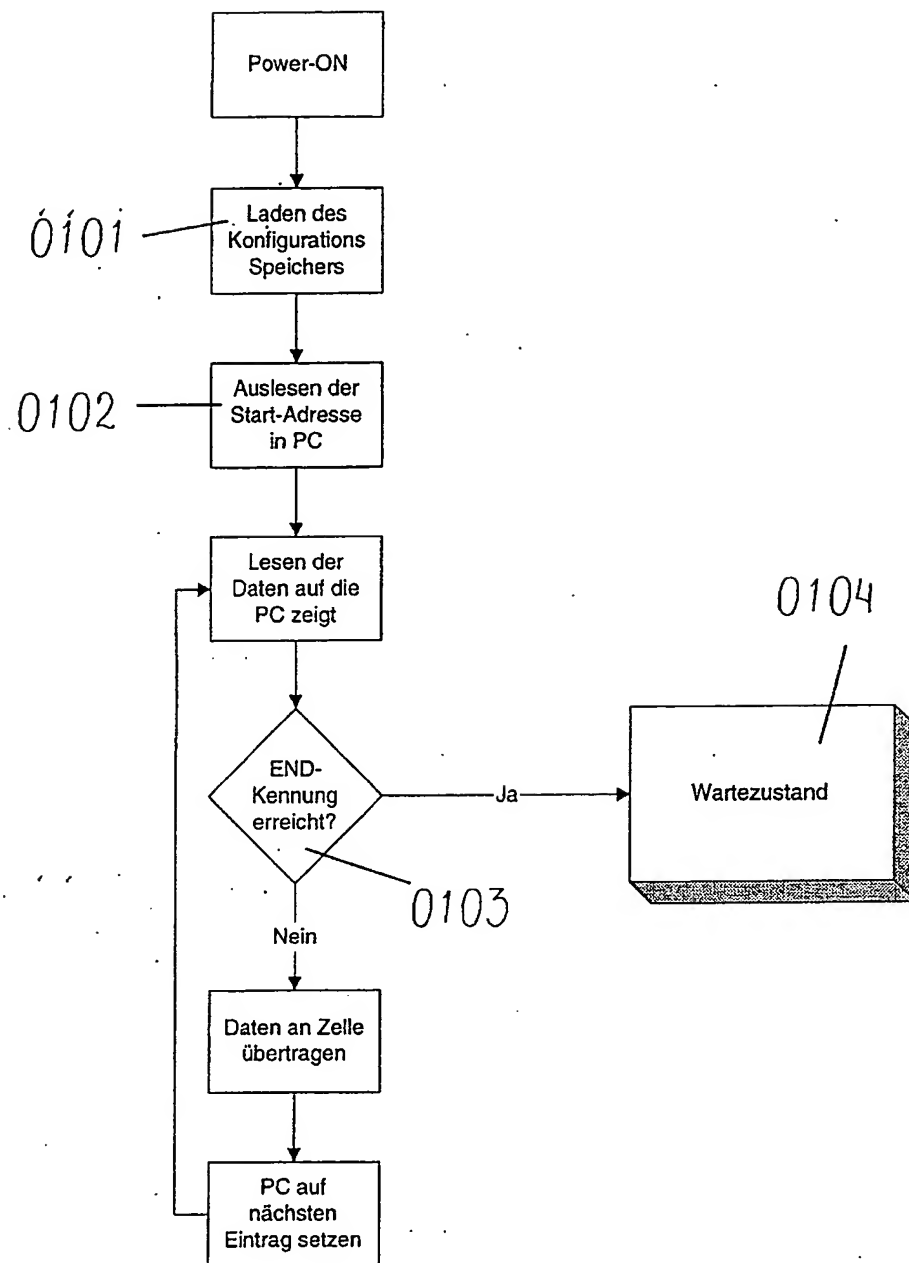 Power-ON
0101
Laden des
Konfigurations
Speichers
0102
Auslesen der
Start-Adresse
in PC
Lesen der
Daten auf die
PC zeigt
0104
END-
Kennung
erreicht?
Ja
Wartezustand
0103
Nein
Daten an Zelle
übertragen
PC auf
nächsten
Eintrag setzen